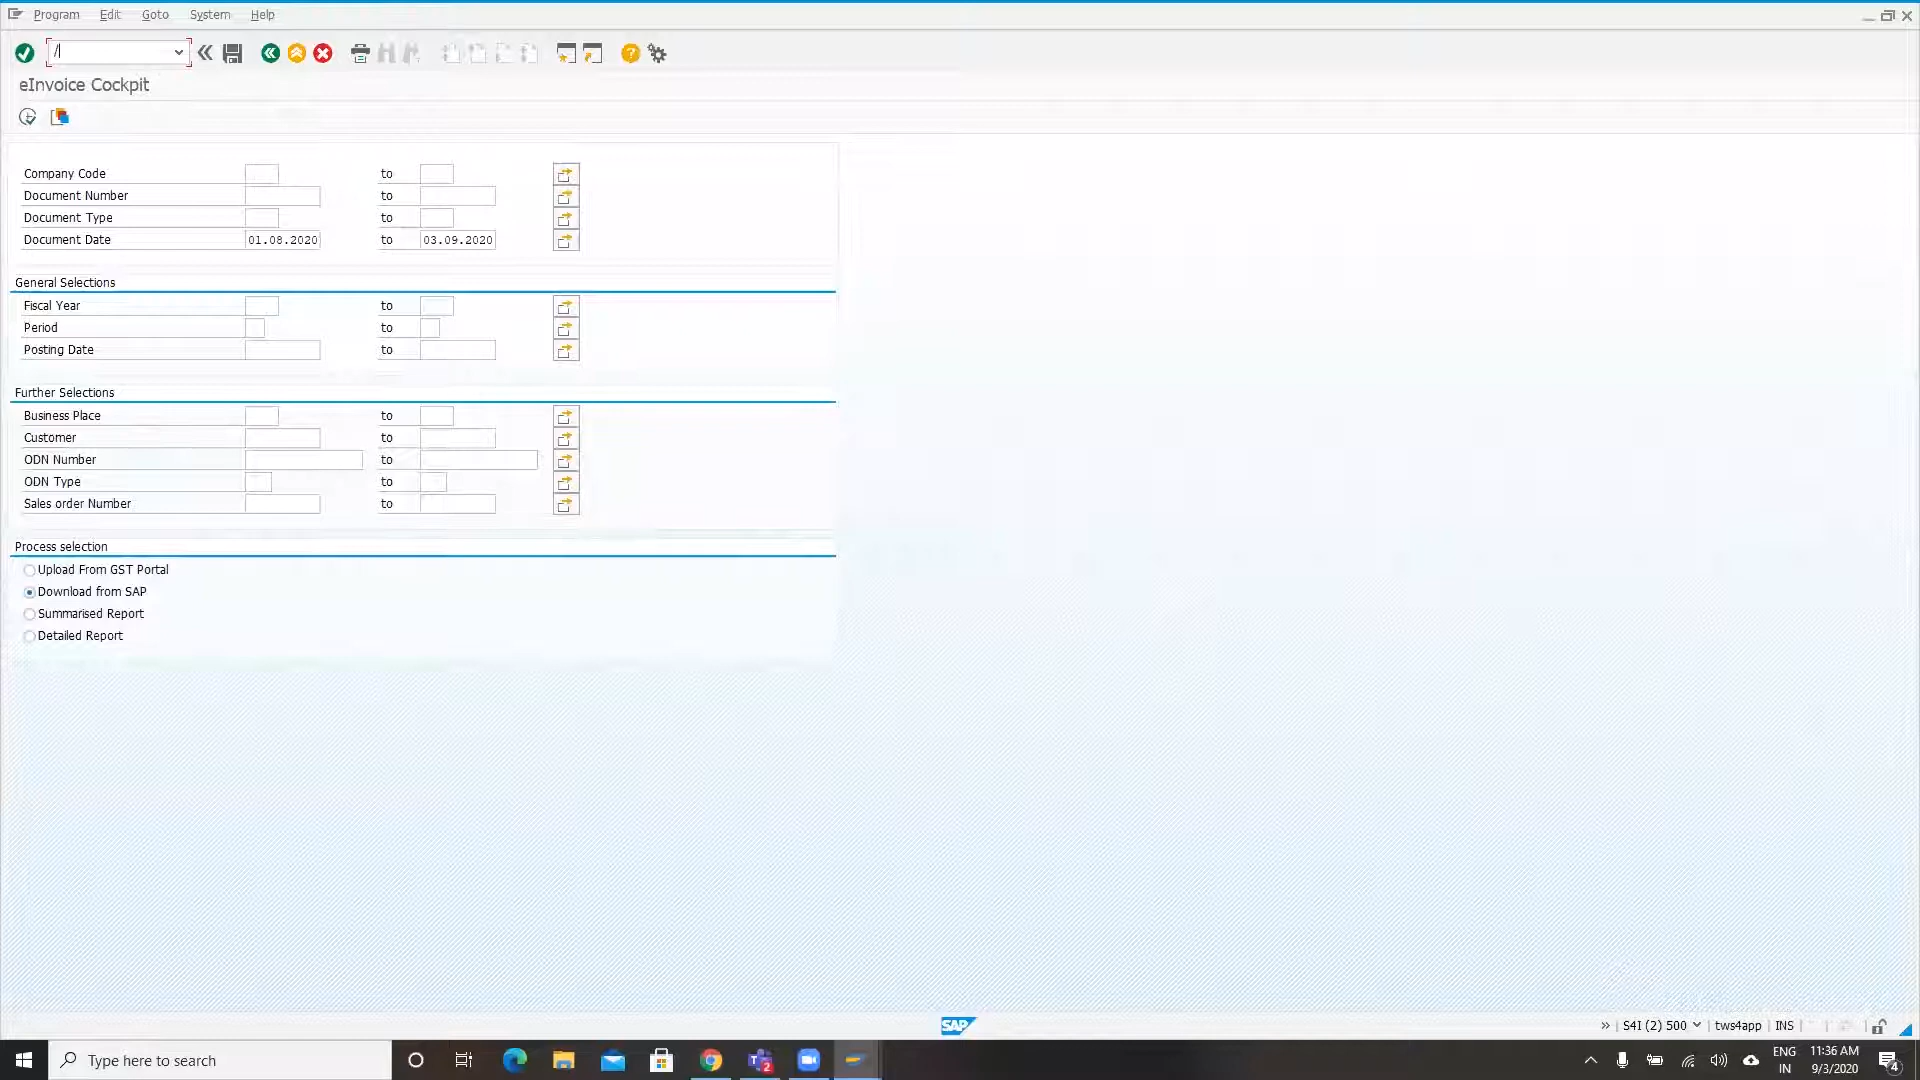 Program Edit Goto System Help
/
eInvoice Cockpit
Company Code to
Document Number to
Document Type to
Document Date 01.08.2020 to 03.09.2020
General Selections
Fiscal Year to
Period to
Posting Date to
Further Selections
Business Place to
Customer to
ODN Number to
ODN Type to
Sales order Number to
Process selection
Upload From GST Portal
Download from SAP
Summarised Report
Detailed Report
SAP
S4I (2) 500 tws4app INS
Type here to search
2
ENG
IN
11:36 AM
9/3/2020
4